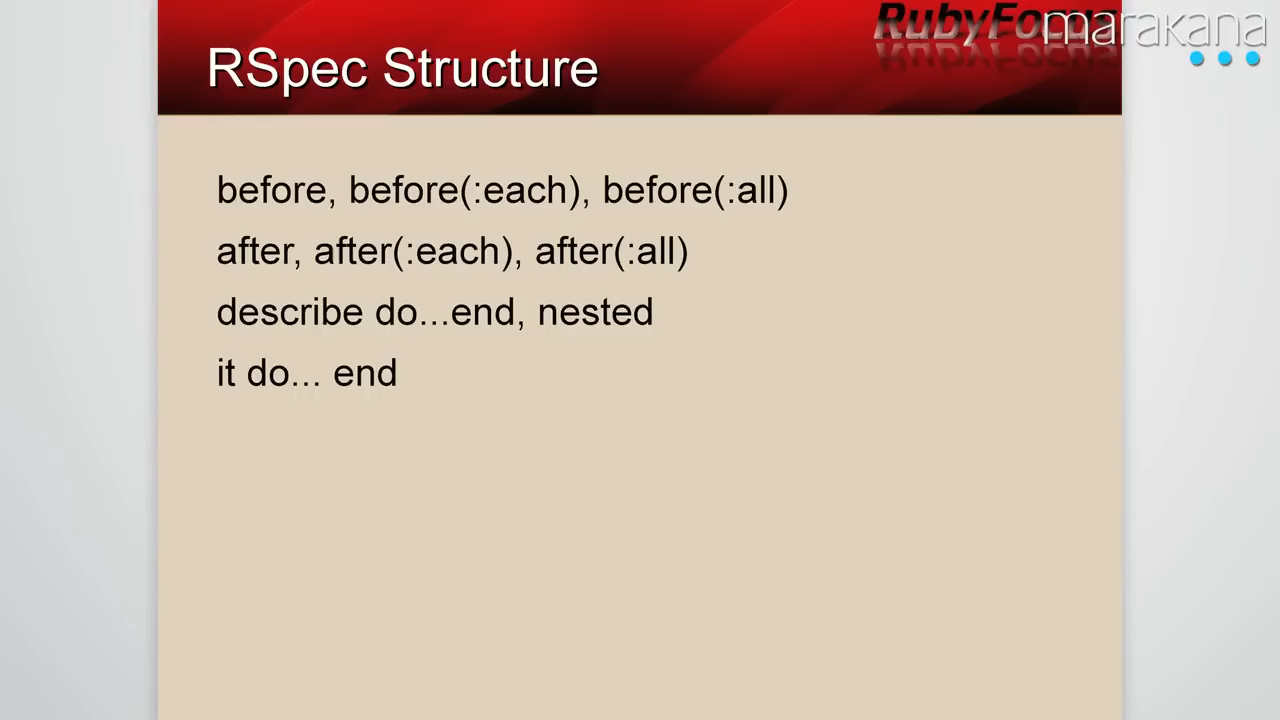 RubyFocus
marakana
RSpec Structure
before, before(:each), before(:all)
after, after(:each), after(:all)
describe do...end, nested
it do... end